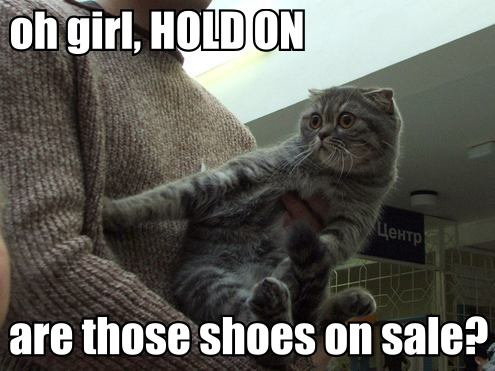 oh girl, HOLD ON
Центр
are those shoes on sale?